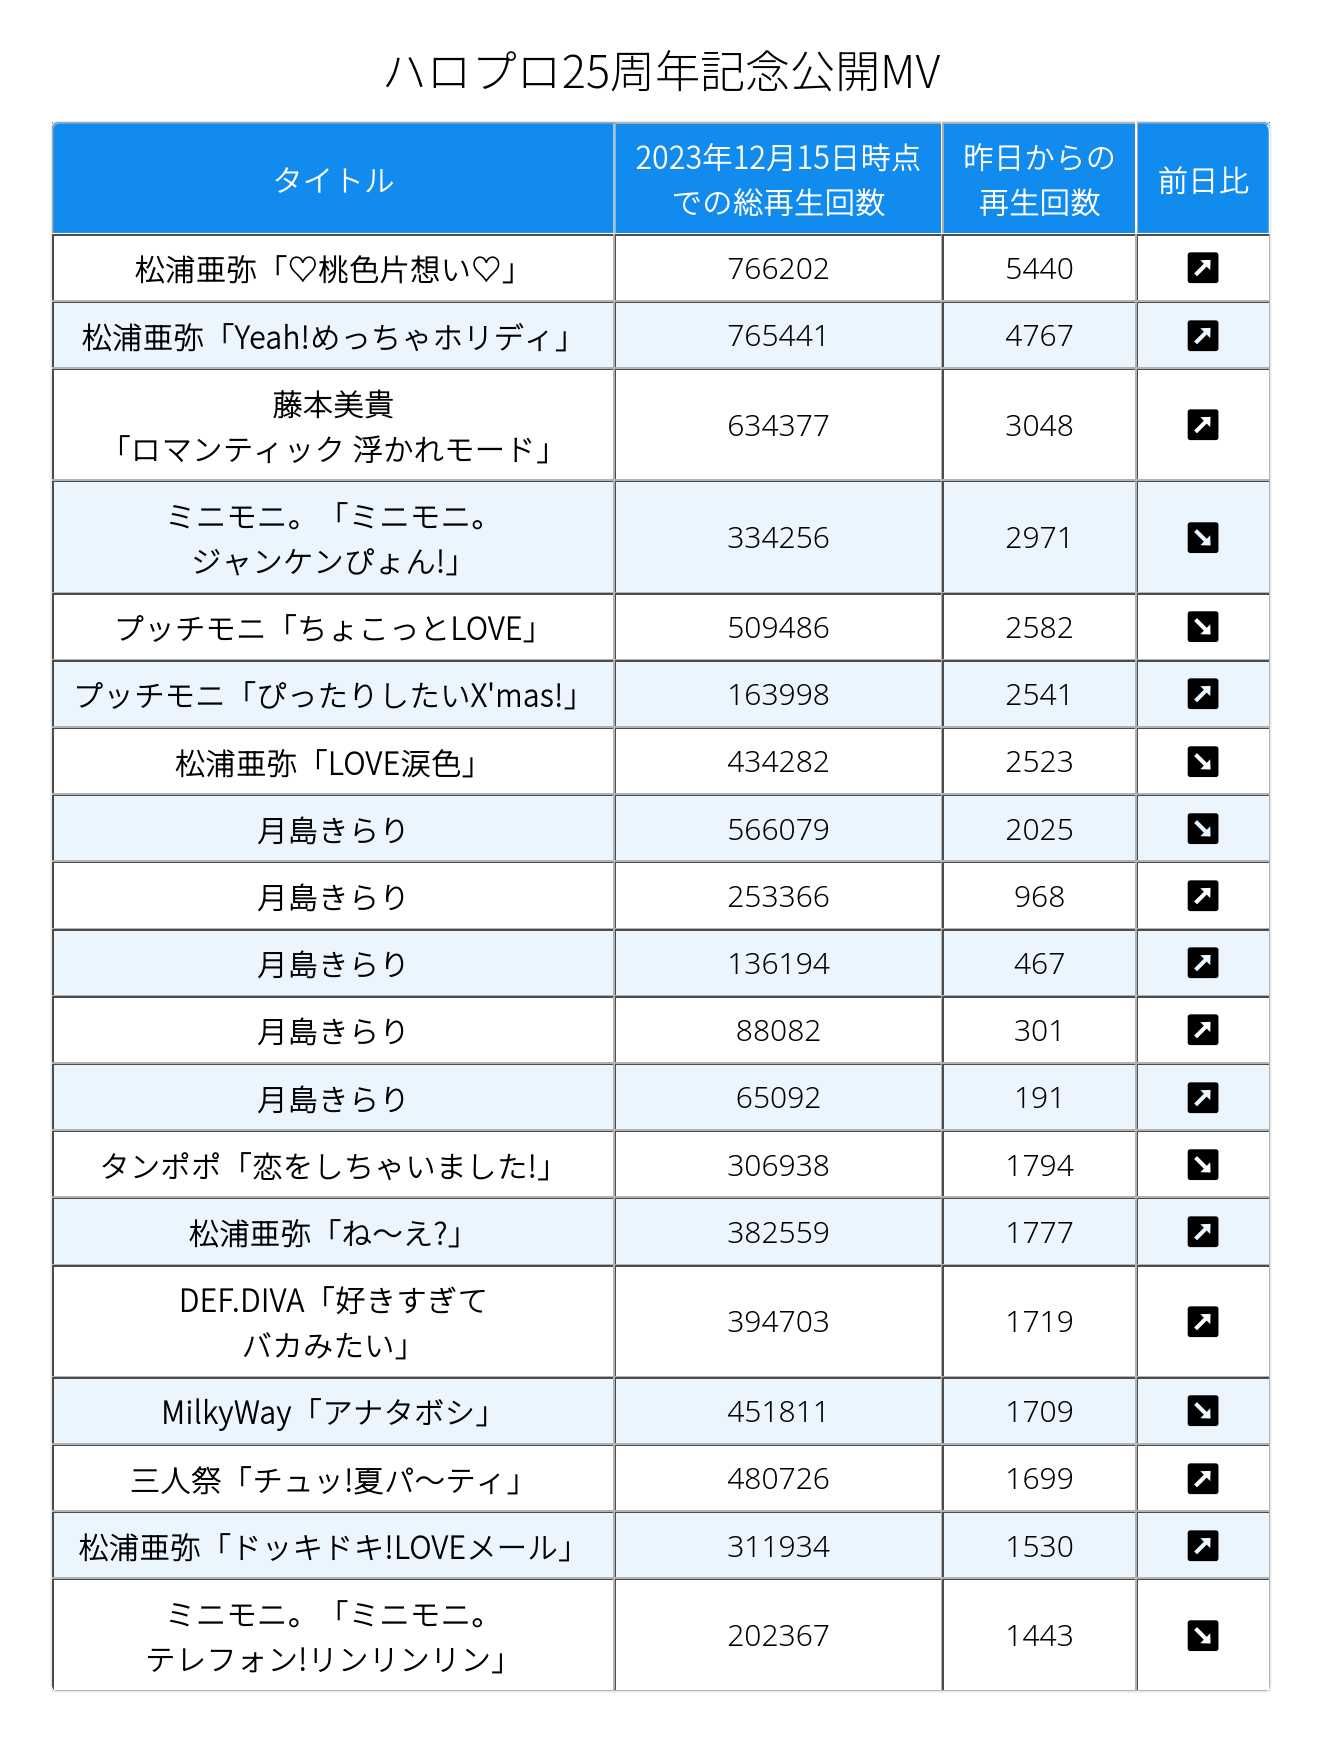 ハロプロ25周年記念公開MV
タイトル
2023年12月15日時点
での総再生回数
昨日からの
再生回数
前日比
松浦亜弥「♡桃色片想い♡」 766202 5440
松浦亜弥「Yeah!めっちゃホリディ」 765441 4767
藤本美貴
「ロマンティック 浮かれモード」 634377 3048
ミニモニ。「ミニモニ。
ジャンケンぴょん!」 334256 2971
プッチモニ「ちょこっとLOVE」 509486 2582
プッチモニ「ぴったりしたいX'mas!」 163998 2541
松浦亜弥「LOVE涙色」 434282 2523
月島きらり 566079 2025
月島きらり 253366 968
月島きらり 136194 467
月島きらり 88082 301
月島きらり 65092 191
タンポポ「恋をしちゃいました!」 306938 1794
松浦亜弥「ね〜え?」 382559 1777
DEF.DIVA「好きすぎて
バカみたい」 394703 1719
MilkyWay「アナタボシ」 451811 1709
三人祭「チュッ!夏パ〜ティ」 480726 1699
松浦亜弥「ドッキドキ!LOVEメール」 311934 1530
ミニモニ。「ミニモニ。
テレフォン!リンリンリン」 202367 1443